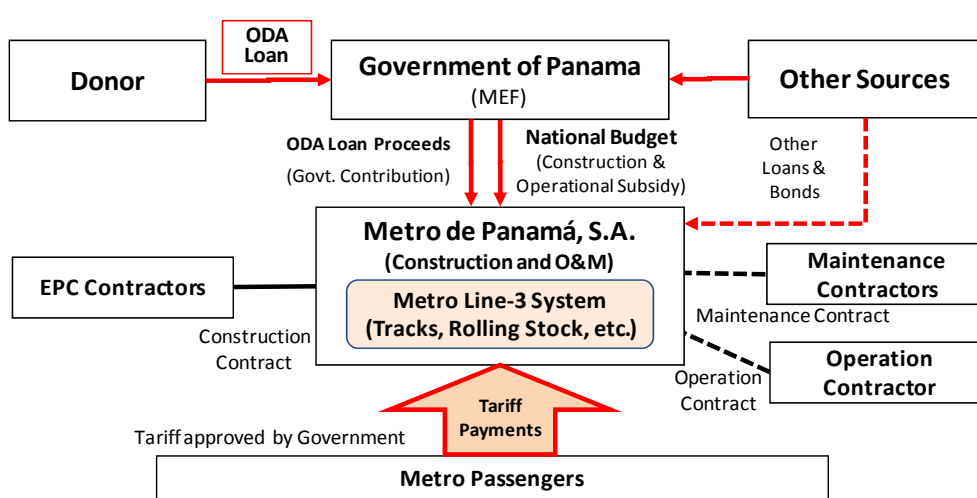 ODA
Loan
Donor
Government of Panama
(MEF)
Other Sources
ODA Loan Proceeds
(Govt. Contribution)
National Budget
(Construction &
Operational Subsidy)
Other
Loans &
Bonds
Metro de Panamá, S.A.
(Construction and O&M)
Metro Line-3 System
(Tracks, Rolling Stock, etc.)
EPC Contractors
Construction
Contract
Maintenance
Contractors
Maintenance Contract
Operation
Contractor
Operation
Contract
Tariff
Payments
Tariff approved by Government
Metro Passengers